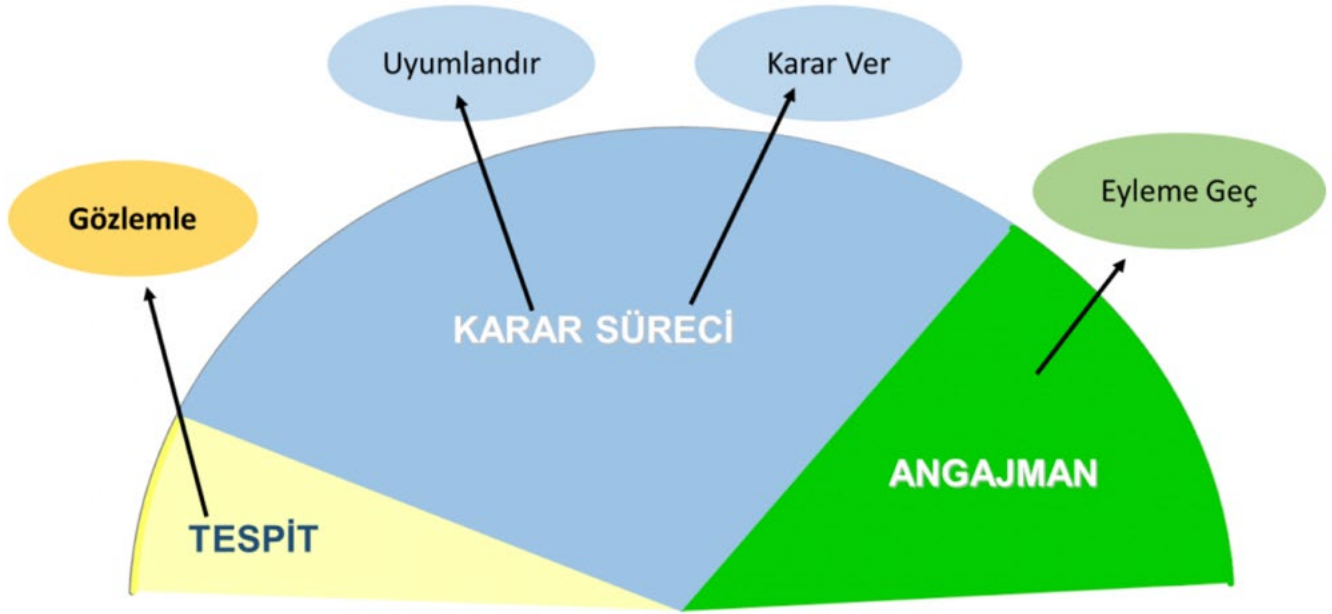 Uyumlandır
Karar Ver
Gözlemle
Eyleme Geç
KARAR SÜRECİ
ANGAJMAN
TESPİT